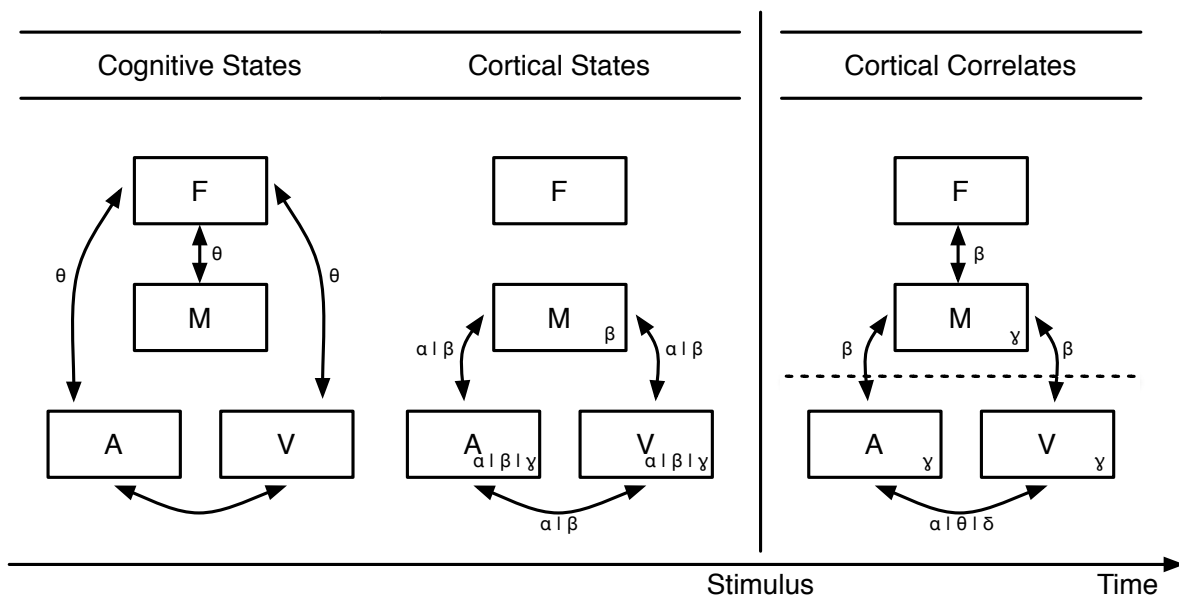 Cognitive States Cortical States Cortical Correlates
F F F
θ β
θ θ
M M M
β ɣ
α | β α | β β β
A V A V A V
α | β | ɣ α | β | ɣ ɣ ɣ
α | β α | θ | δ
Stimulus Time